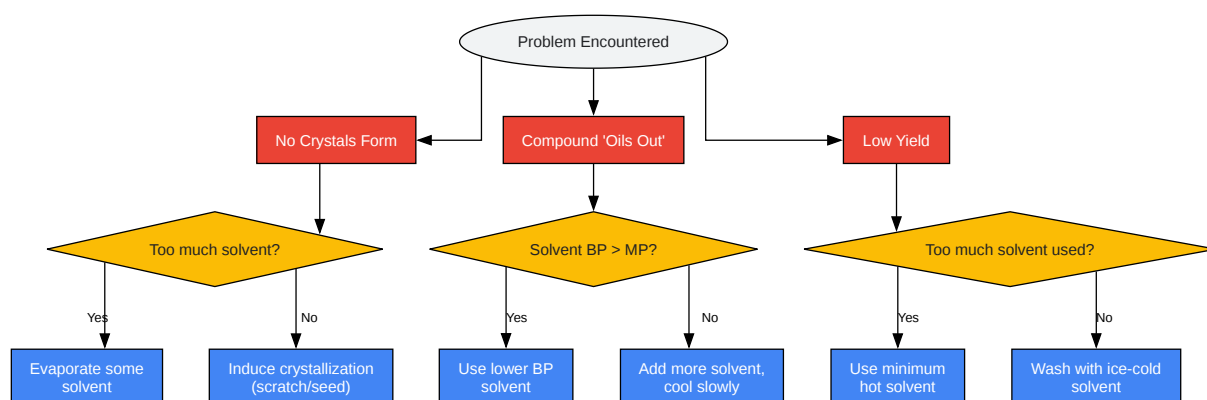 Problem Encountered
No Crystals Form
Compound 'Oils Out'
Low Yield
Too much solvent?
Solvent BP > MP?
Too much solvent used?
Yes
No
Yes
No
Yes
No
Evaporate some
solvent
Induce crystallization
(scratch/seed)
Use lower BP
solvent
Add more solvent,
cool slowly
Use minimum
hot solvent
Wash with ice-cold
solvent